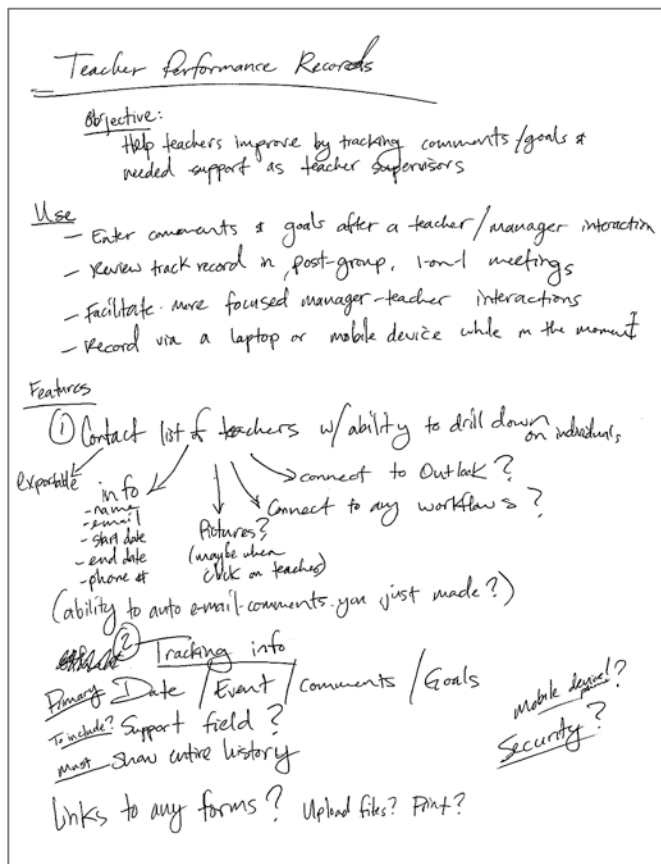 Teacher Performance Records
Objective:
Help teachers improve by tracking comments/goals &
needed support as teacher supervisors
Use
- Enter comments & goals after a teacher/manager interaction
- Review track record in post-group, 1-on-1 meetings
- Facilitate more focused manager-teacher interactions
- Record via a laptop or mobile device while in the moment
Features
① Contact list of teachers w/ability to drill down on individuals
exportable
info
- name
- email
- start date
- end date
- phone #
Pictures?
(maybe when
click on teacher)
connect to Outlook?
Connect to any workflows?
(ability to auto e-mail comments you just made?)
② Tracking info
Primary Date / Event / Comments / Goals
To include? Support field?
Must Show entire history
Mobile device!?
Security?
Links to any forms? Upload files? Print?